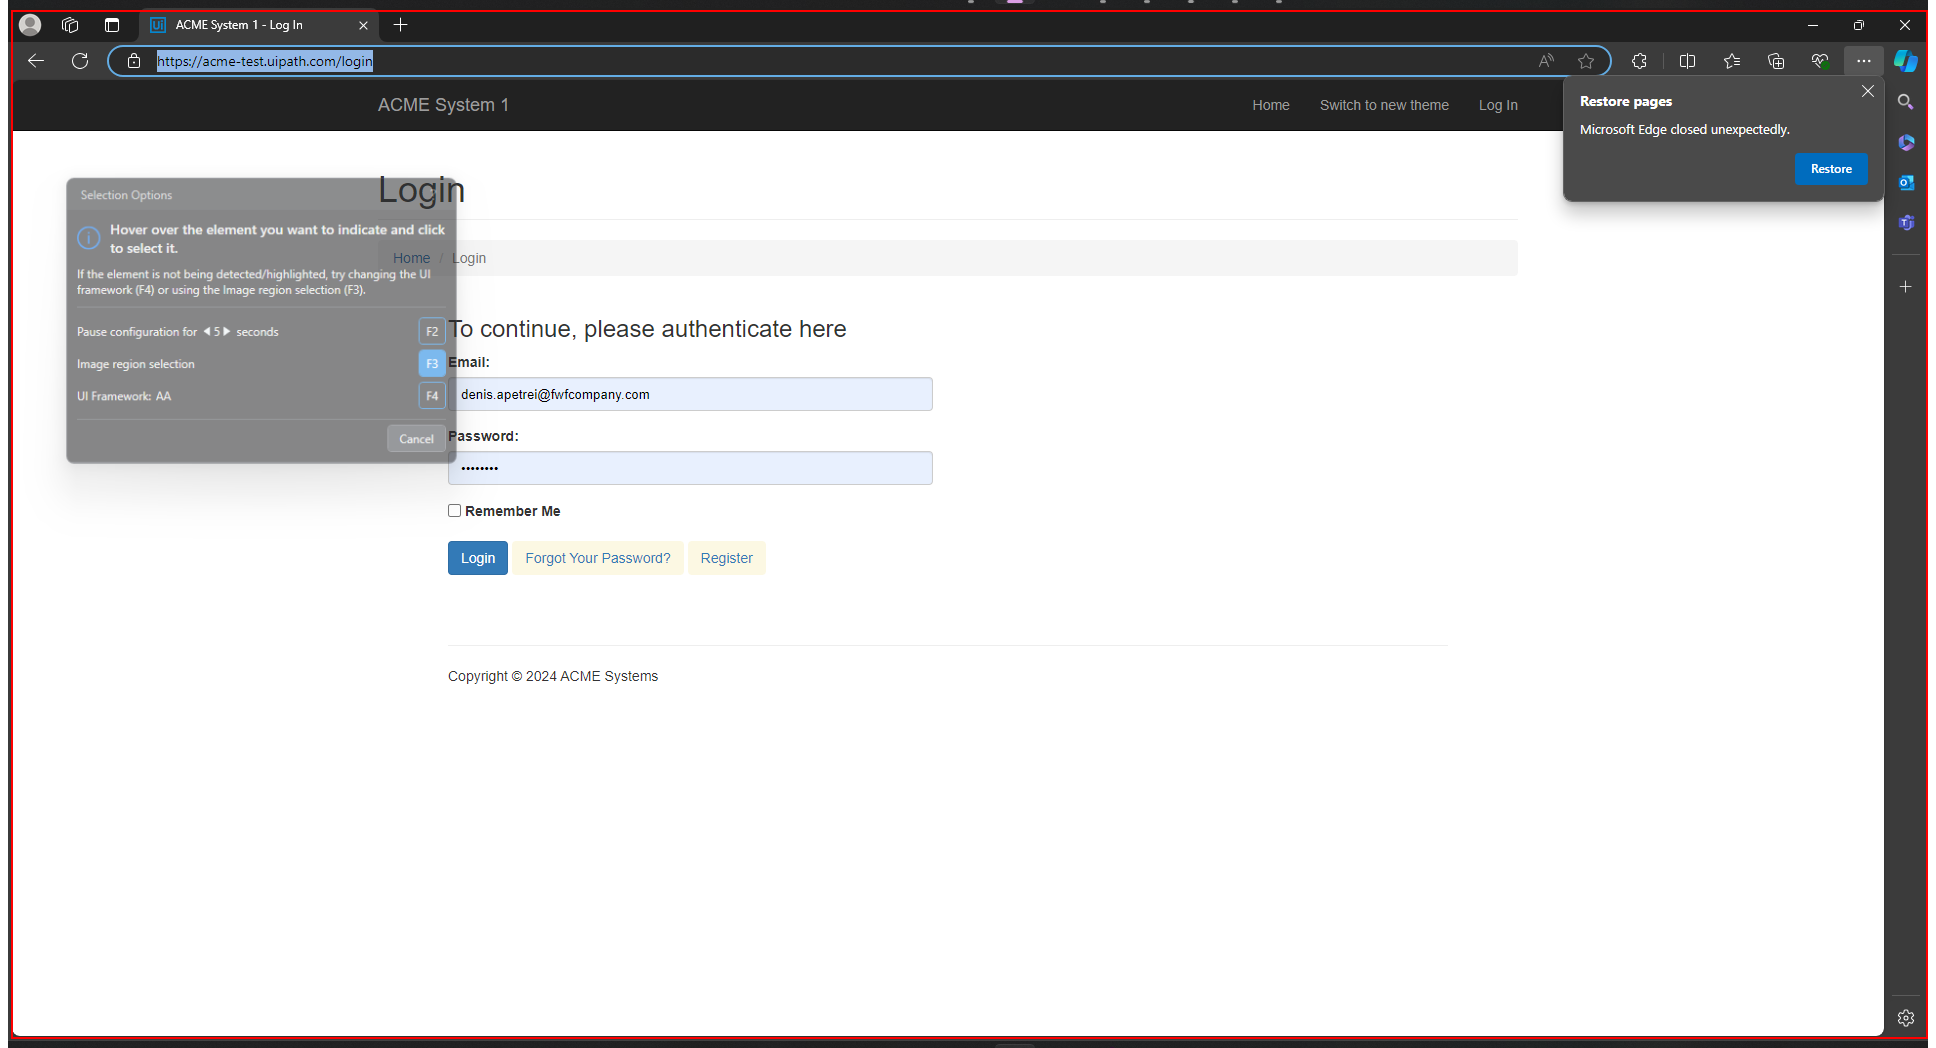 ACME System 1 - Log In
https://acme-test.uipath.com/login
ACME System 1
Home
Switch to new theme
Log In
Restore pages
Microsoft Edge closed unexpectedly.
Restore
Login
Home / Login
Selection Options
Hover over the element you want to indicate and click
to select it.
If the element is not being detected/highlighted, try changing the UI
framework (F4) or using the Image region selection (F3).
Pause configuration for 5 seconds
F2
Image region selection
F3
UI Framework: AA
F4
Cancel
To continue, please authenticate here
Email:
denis.apetrei@fwfcompany.com
Password:
••••••••
Remember Me
Login
Forgot Your Password?
Register
Copyright © 2024 ACME Systems